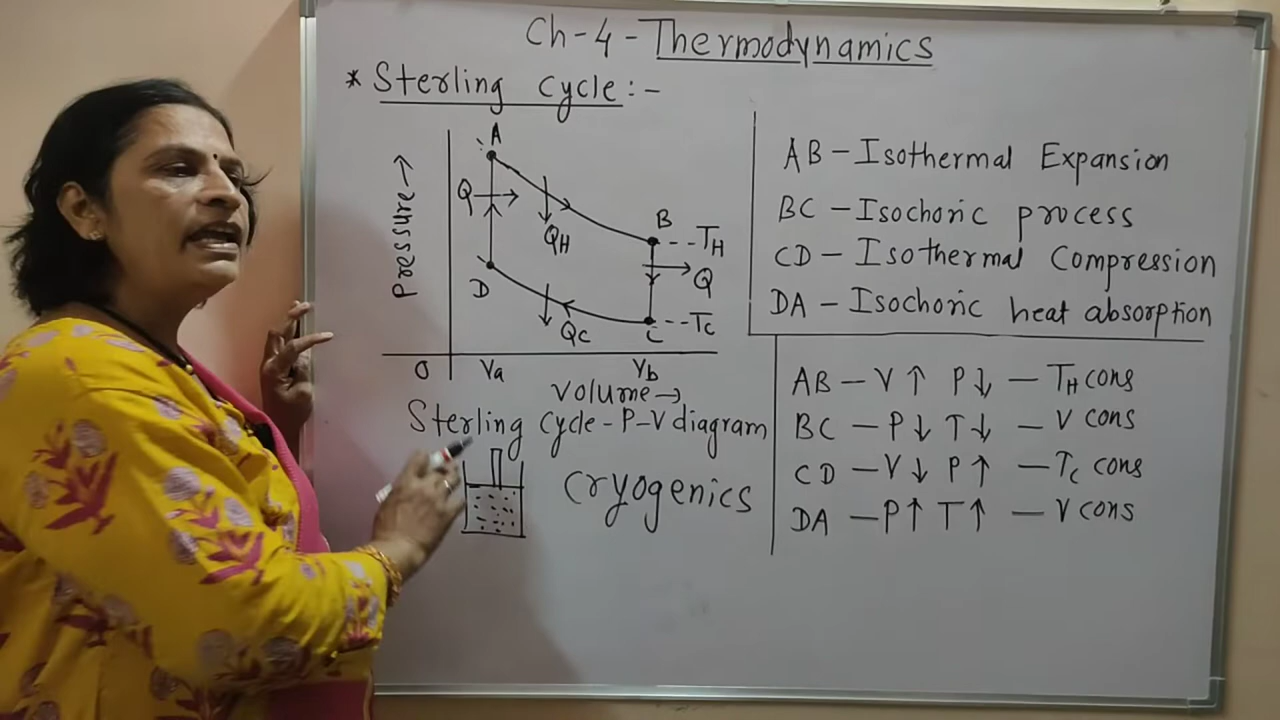 Ch-4-Thermodynamics
* Sterling Cycle:-
A
Q
QH
B
TH
Q
D
QC
C
TC
Pressure→
O Va Vb
Volume→
Sterling Cycle-P-V diagram
Cryogenics
AB-Isothermal Expansion
BC-Isochoric process
CD-Isothermal Compression
DA-Isochoric heat absorption
AB-V↑ P↓-TH cons
BC-P↓ T↓-V cons
CD-V↓ P↑-TC cons
DA-P↑ T↑-V cons